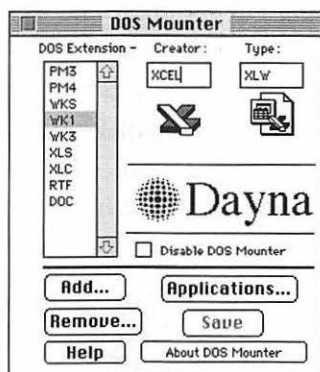 DOS Mounter
DOS Extension – Creator: Type:
PM3
PM4
WKS
WK1
WK3
XLS
XLC
RTF
DOC
XCEL
XLW
Dayna
Disable DOS Mounter
Add... Applications...
Remove... Save
Help About DOS Mounter